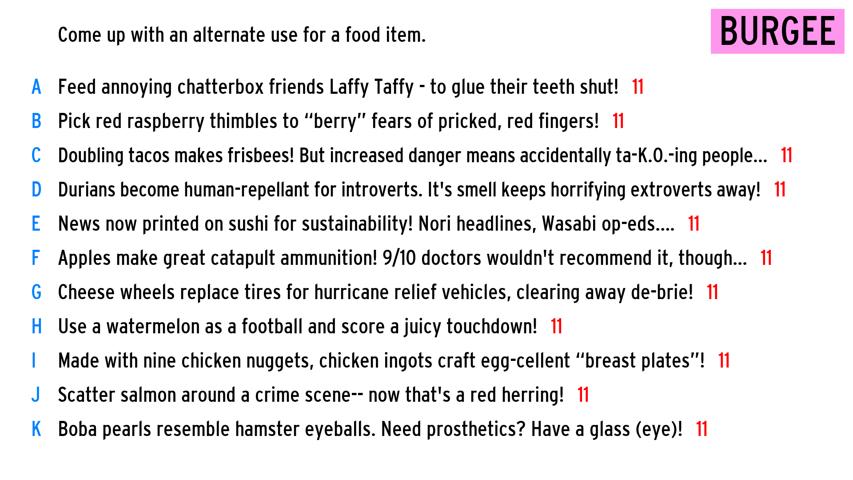 Come up with an alternate use for a food item.
BURGEE
A Feed annoying chatterbox friends Laffy Taffy - to glue their teeth shut! 11
B Pick red raspberry thimbles to “berry” fears of pricked, red fingers! 11
C Doubling tacos makes frisbees! But increased danger means accidentally ta-K.O.-ing people... 11
D Durians become human-repellant for introverts. It's smell keeps horrifying extroverts away! 11
E News now printed on sushi for sustainability! Nori headlines, Wasabi op-eds.... 11
F Apples make great catapult ammunition! 9/10 doctors wouldn't recommend it, though... 11
G Cheese wheels replace tires for hurricane relief vehicles, clearing away de-brie! 11
H Use a watermelon as a football and score a juicy touchdown! 11
I Made with nine chicken nuggets, chicken ingots craft egg-cellent “breast plates”! 11
J Scatter salmon around a crime scene-- now that's a red herring! 11
K Boba pearls resemble hamster eyeballs. Need prosthetics? Have a glass (eye)! 11